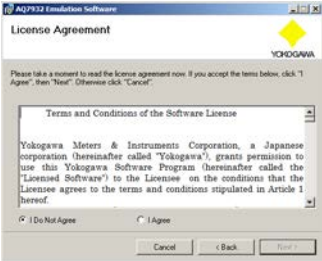 AQ7932 Emulation Software
License Agreement
YOKOGAWA
Please take a moment to read the license agreement now. If you accept the terms below, click "I
Agree", then "Next". Otherwise click "Cancel".
Terms and Conditions of the Software License
Yokogawa Meters & Instruments Corporation, a Japanese
corporation (hereinafter called "Yokogawa"), grants permission to
use this Yokogawa Software Program (hereinafter called the
"Licensed Software") to the Licensee on the conditions that the
Licensee agrees to the terms and conditions stipulated in Article 1
hereof.
I Do Not Agree
I Agree
Cancel
< Back
Next >